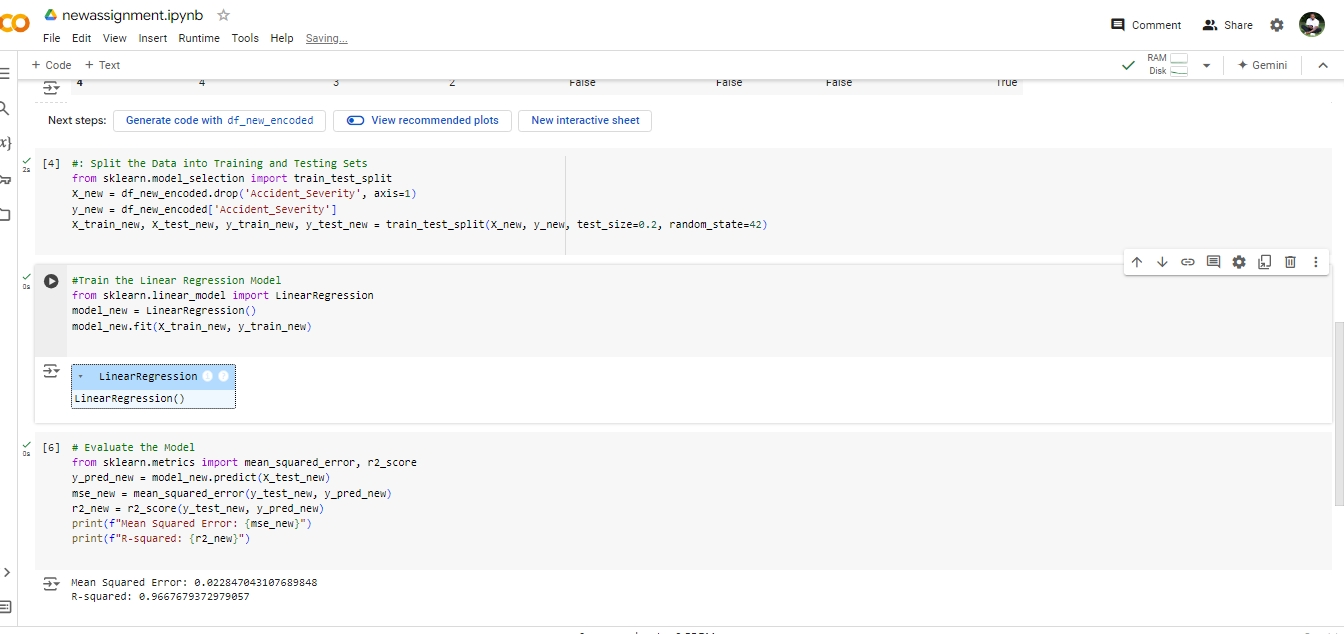 CO newassignment.ipynb
File Edit View Insert Runtime Tools Help Saving...
Comment Share
+ Code + Text
RAM
Disk
Gemini
4 4 3 2 False False False True
Next steps: Generate code with df_new_encoded View recommended plots New interactive sheet
2s
[4] #: Split the Data into Training and Testing Sets
from sklearn.model_selection import train_test_split
X_new = df_new_encoded.drop('Accident_Severity', axis=1)
y_new = df_new_encoded['Accident_Severity']
X_train_new, X_test_new, y_train_new, y_test_new = train_test_split(X_new, y_new, test_size=0.2, random_state=42)
0s
#Train the Linear Regression Model
from sklearn.linear_model import LinearRegression
model_new = LinearRegression()
model_new.fit(X_train_new, y_train_new)
LinearRegression
LinearRegression()
0s
[6] # Evaluate the Model
from sklearn.metrics import mean_squared_error, r2_score
y_pred_new = model_new.predict(X_test_new)
mse_new = mean_squared_error(y_test_new, y_pred_new)
r2_new = r2_score(y_test_new, y_pred_new)
print(f"Mean Squared Error: {mse_new}")
print(f"R-squared: {r2_new}")
Mean Squared Error: 0.022847043107689848
R-squared: 0.9667679372979057